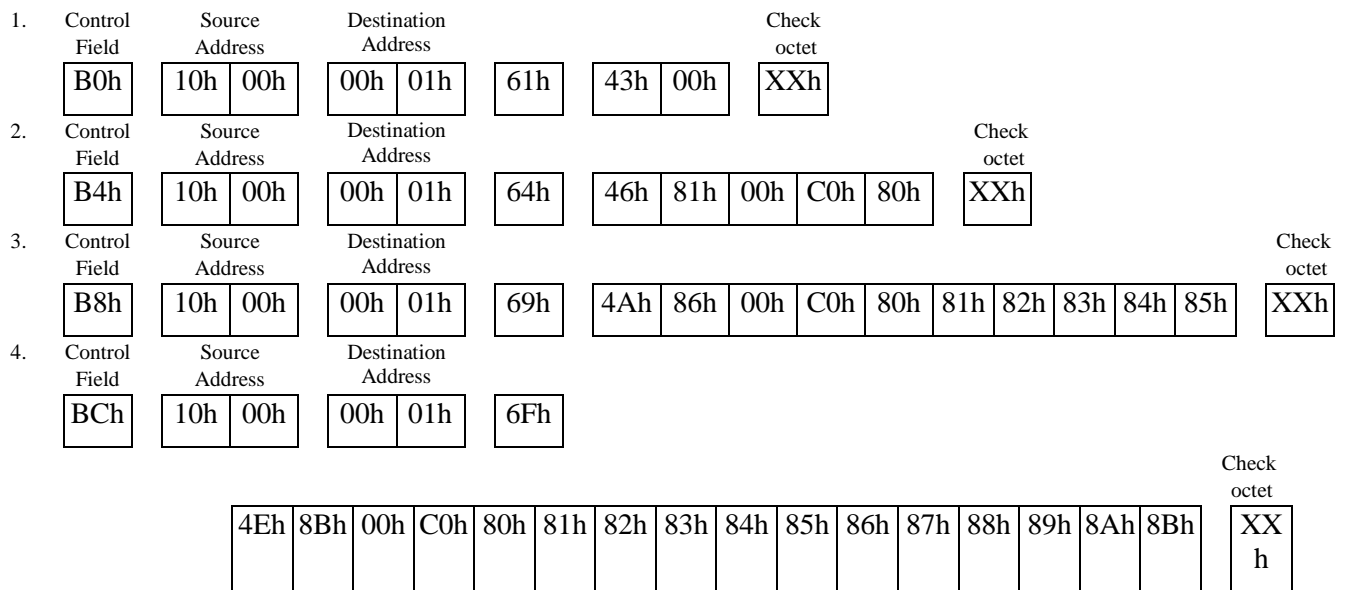 1. Control Source Destination Check
Field Address Address octet
B0h 10h 00h 00h 01h 61h 43h 00h XXh
2. Control Source Destination Check
Field Address Address octet
B4h 10h 00h 00h 01h 64h 46h 81h 00h C0h 80h XXh
3. Control Source Destination Check
Field Address Address octet
B8h 10h 00h 00h 01h 69h 4Ah 86h 00h C0h 80h 81h 82h 83h 84h 85h XXh
4. Control Source Destination
Field Address Address
BCh 10h 00h 00h 01h 6Fh
Check
octet
4Eh 8Bh 00h C0h 80h 81h 82h 83h 84h 85h 86h 87h 88h 89h 8Ah 8Bh XX
h